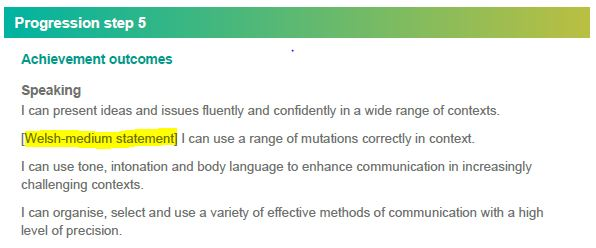 Progression step 5
Achievement outcomes
Speaking
I can present ideas and issues fluently and confidently in a wide range of contexts.
[Welsh-medium statement] I can use a range of mutations correctly in context.
I can use tone, intonation and body language to enhance communication in increasingly
challenging contexts.
I can organise, select and use a variety of effective methods of communication with a high
level of precision.